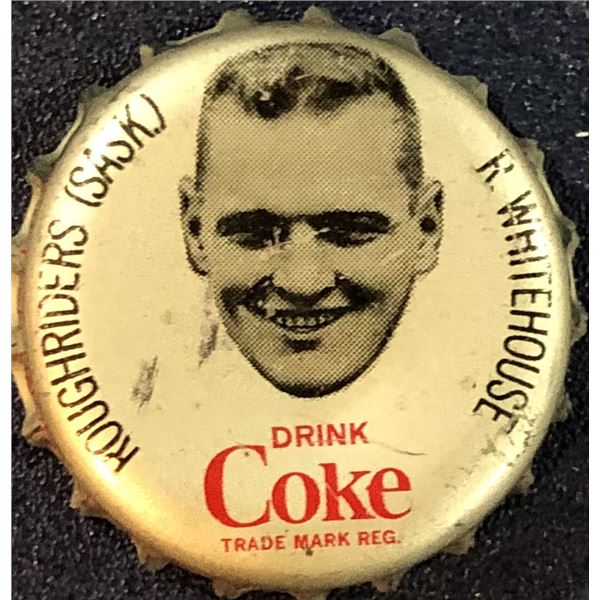 ROUGHRIDERS (SASK.)
R. WHITEHOUSE
DRINK
Coke
TRADE MARK REG.